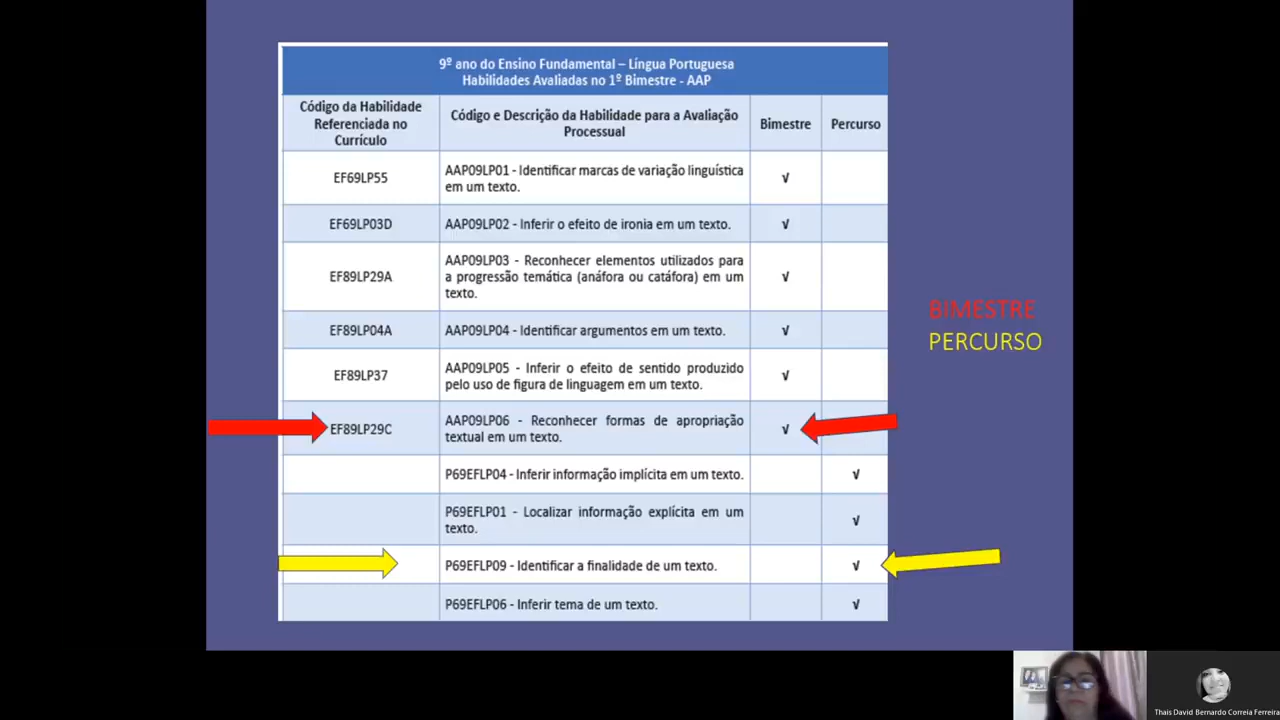 9º ano do Ensino Fundamental – Língua Portuguesa
Habilidades Avaliadas no 1º Bimestre - AAP
Código da Habilidade
Referenciada no
Currículo
Código e Descrição da Habilidade para a Avaliação
Processual
Bimestre
Percurso
EF69LP55
AAP09LP01 - Identificar marcas de variação linguística
em um texto.
√
EF69LP03D
AAP09LP02 - Inferir o efeito de ironia em um texto.
√
EF89LP29A
AAP09LP03 - Reconhecer elementos utilizados para
a progressão temática (anáfora ou catáfora) em um
texto.
√
EF89LP04A
AAP09LP04 - Identificar argumentos em um texto.
√
EF89LP37
AAP09LP05 - Inferir o efeito de sentido produzido
pelo uso de figura de linguagem em um texto.
√
EF89LP29C
AAP09LP06 - Reconhecer formas de apropriação
textual em um texto.
√
P69EFLP04 - Inferir informação implícita em um texto.
√
P69EFLP01 - Localizar informação explícita em um
texto.
√
P69EFLP09 - Identificar a finalidade de um texto.
√
P69EFLP06 - Inferir tema de um texto.
√
BIMESTRE
PERCURSO
Thais David Bernardo Correia Ferreira